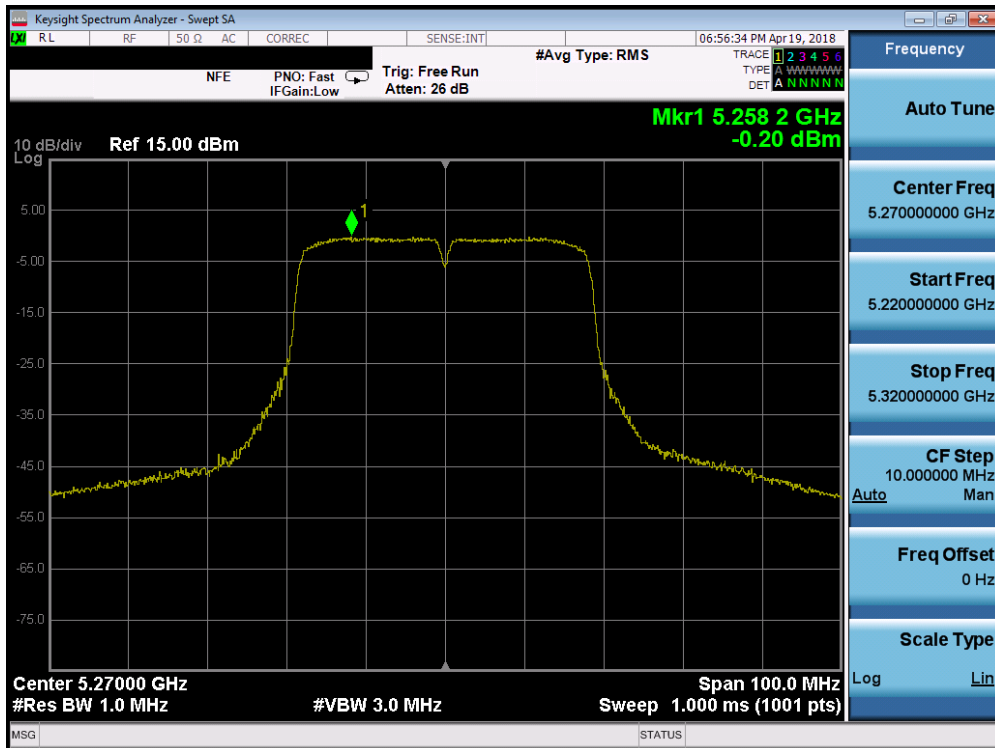 Keysight Spectrum Analyzer - Swept SA
LXI RL RF 50 Ω AC CORREC SENSE:INT 06:56:34 PM Apr 19, 2018
#Avg Type: RMS TRACE 1 2 3 4 5 6
NFE PNO: Fast Trig: Free Run TYPE A WWWWW
IFGain:Low Atten: 26 dB DET A N N N N N
Mkr1 5.258 2 GHz
-0.20 dBm
10 dB/div Ref 15.00 dBm
Log
1
5.00
-5.00
-15.0
-25.0
-35.0
-45.0
-55.0
-65.0
-75.0
Center 5.27000 GHz Span 100.0 MHz
#Res BW 1.0 MHz #VBW 3.0 MHz Sweep 1.000 ms (1001 pts)
MSG STATUS
Frequency
Auto Tune
Center Freq
5.270000000 GHz
Start Freq
5.220000000 GHz
Stop Freq
5.320000000 GHz
CF Step
10.000000 MHz
Auto Man
Freq Offset
0 Hz
Scale Type
Log Lin